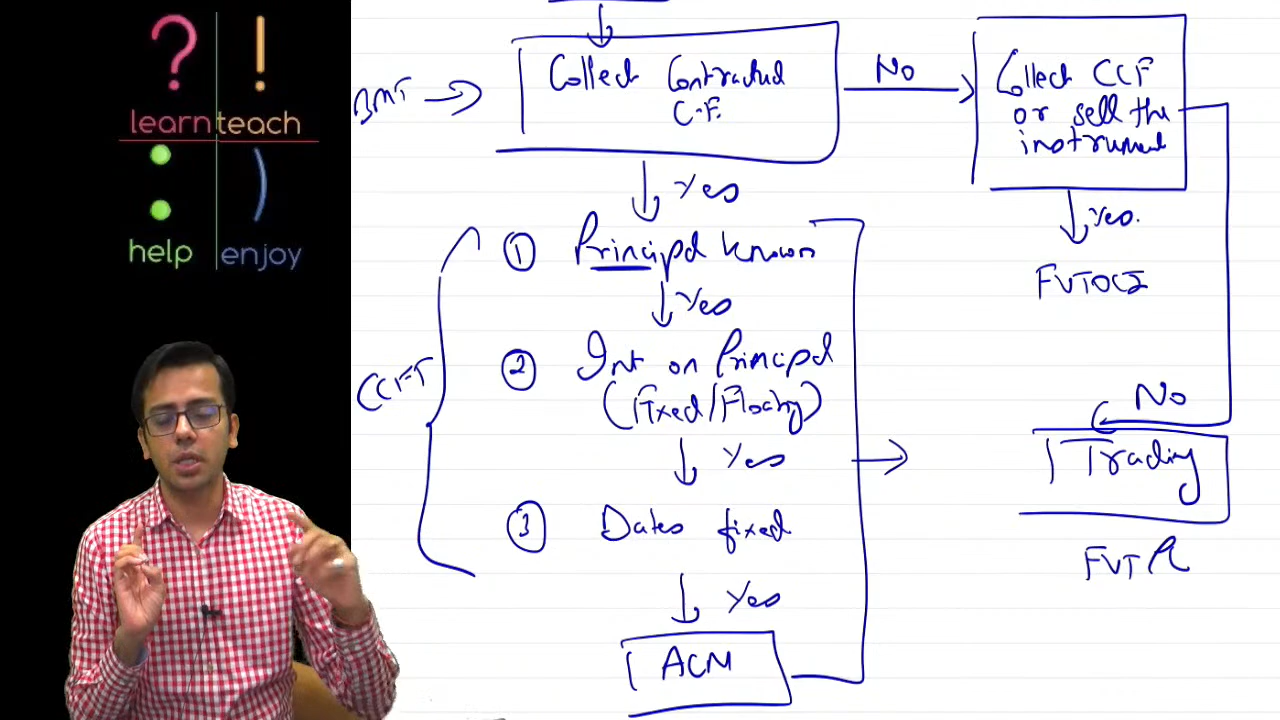 ?
!
learn
teach
:
)
help
enjoy
BMT
Collect Contracted
C.F.
No
Collect CCF
or sell the
instrument
Yes
Yes.
① Principal known
FVTOCI
Yes
CCFT
② Int on Principal
(Fixed/Floating)
No
Yes
Trading
③ Dates fixed
FVTPL
Yes
ACM